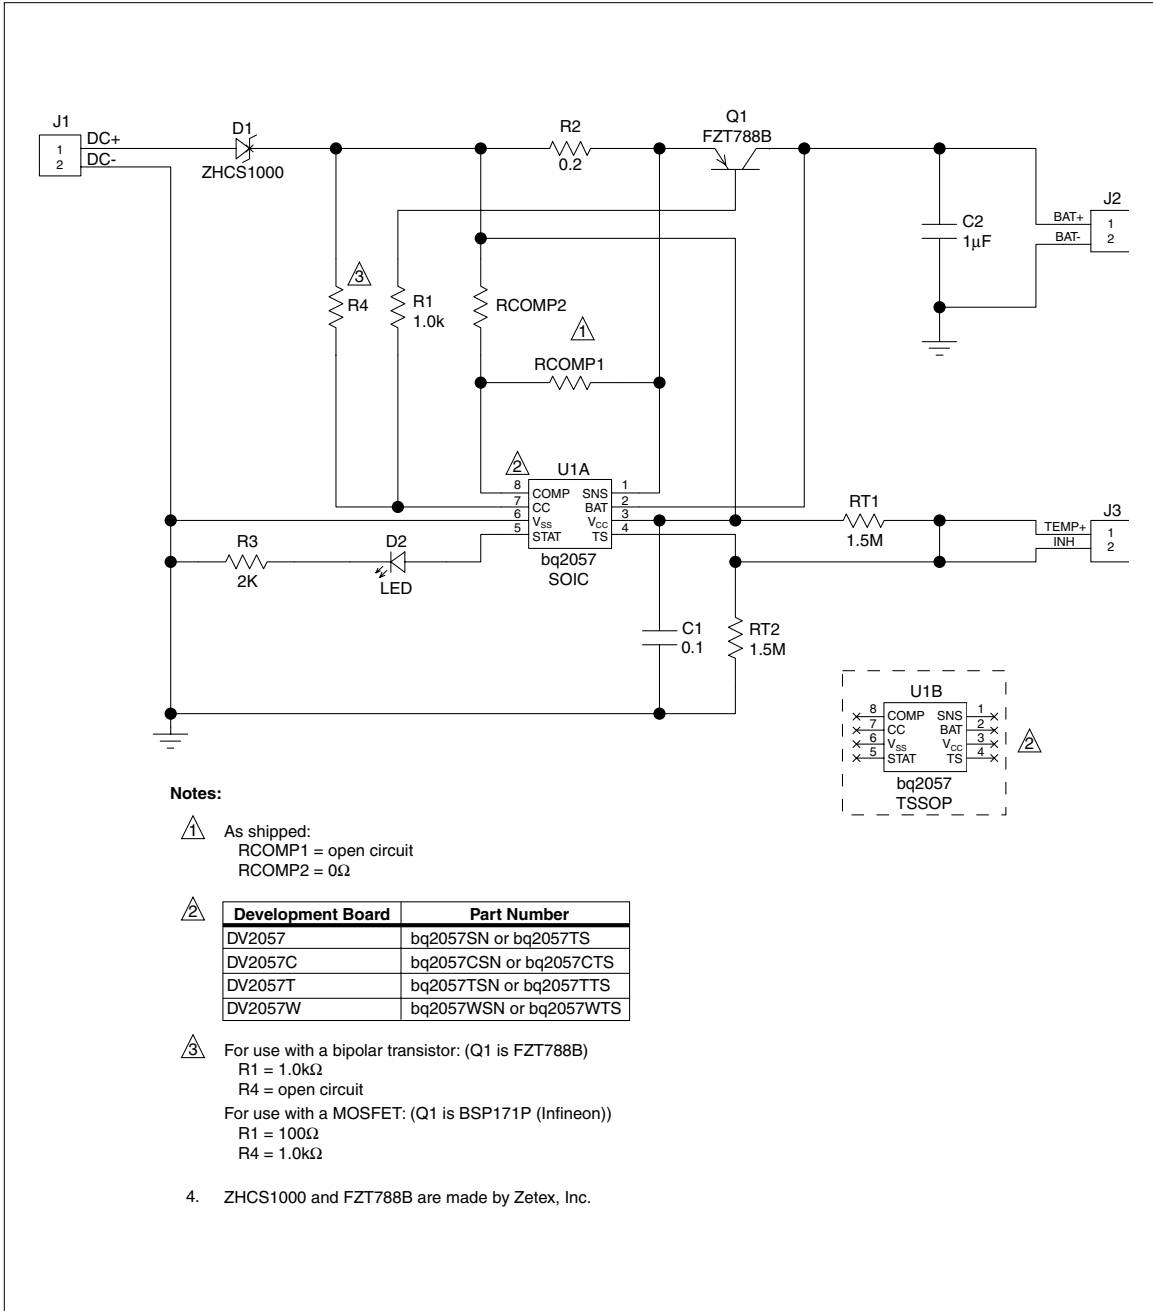 J1
DC+
1
DC-
2
D1
ZHCS1000
R2
0.2
Q1
FZT788B
C2
1µF
J2
BAT+
1
BAT-
2
3
R4
R1
1.0k
RCOMP2
1
RCOMP1
2
U1A
8 COMP SNS 1
7 CC BAT 2
6 VSS VCC 3
5 STAT TS 4
bq2057
SOIC
R3
2K
D2
LED
RT1
1.5M
J3
TEMP+
1
INH
2
C1
0.1
RT2
1.5M
U1B
8 COMP SNS 1
7 CC BAT 2
6 VSS VCC 3
5 STAT TS 4
bq2057
TSSOP
2
Notes:
1 As shipped:
RCOMP1 = open circuit
RCOMP2 = 0Ω
2 Development Board Part Number
DV2057 bq2057SN or bq2057TS
DV2057C bq2057CSN or bq2057CTS
DV2057T bq2057TSN or bq2057TTS
DV2057W bq2057WSN or bq2057WTS
3 For use with a bipolar transistor: (Q1 is FZT788B)
R1 = 1.0kΩ
R4 = open circuit
For use with a MOSFET: (Q1 is BSP171P (Infineon))
R1 = 100Ω
R4 = 1.0kΩ
4. ZHCS1000 and FZT788B are made by Zetex, Inc.